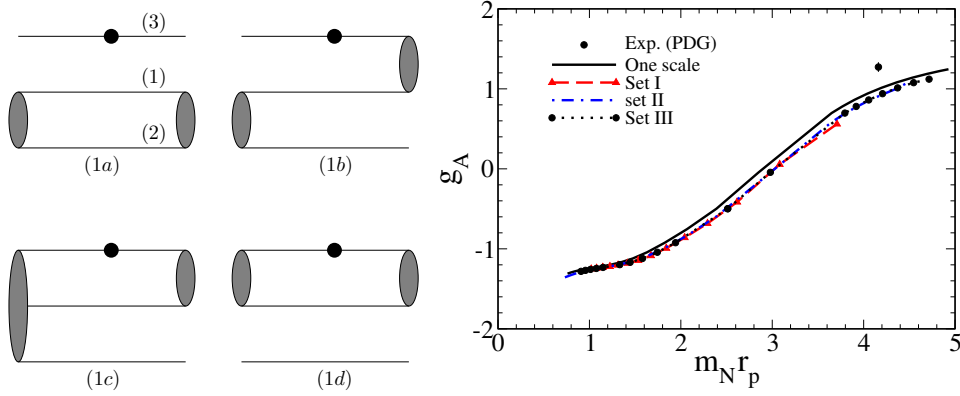 (3)
(1)
(2)
(1a)
(1b)
(1c)
(1d)
2
1
0
-1
-2
g_A
Exp. (PDG)
One scale
Set I
set II
Set III
1 2 3 4 5
m_N r_p